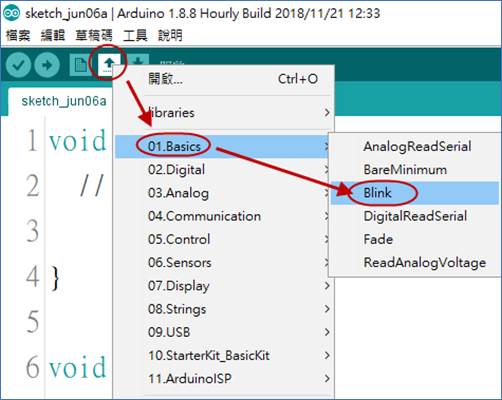 sketch_jun06a | Arduino 1.8.8 Hourly Build 2018/11/21 12:33
檔案 編輯 草稿碼 工具 說明
sketch_jun06a
開啟... Ctrl+O
libraries
01.Basics
02.Digital
03.Analog
04.Communication
05.Control
06.Sensors
07.Display
08.Strings
09.USB
10.StarterKit_BasicKit
11.ArduinoISP
AnalogReadSerial
BareMinimum
Blink
DigitalReadSerial
Fade
ReadAnalogVoltage
1 void
2 //
3
4 }
5
6 void